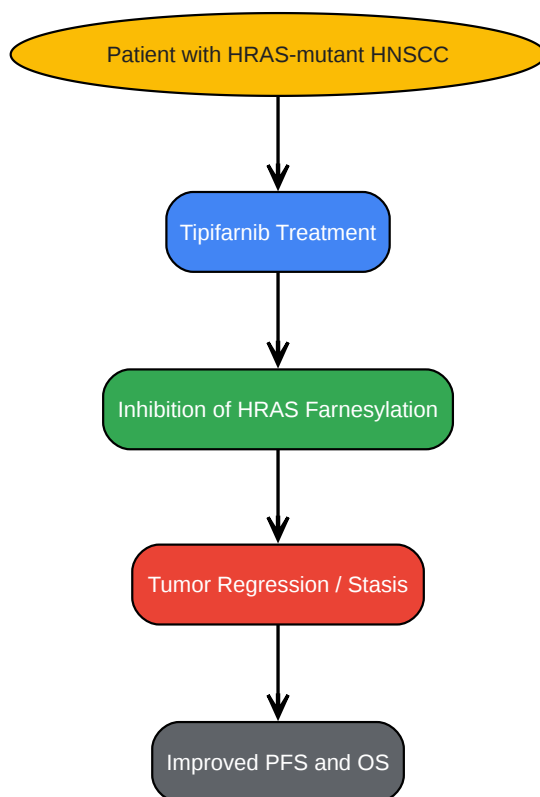 Patient with HRAS-mutant HNSCC
Tipifarnib Treatment
Inhibition of HRAS Farnesylation
Tumor Regression / Stasis
Improved PFS and OS